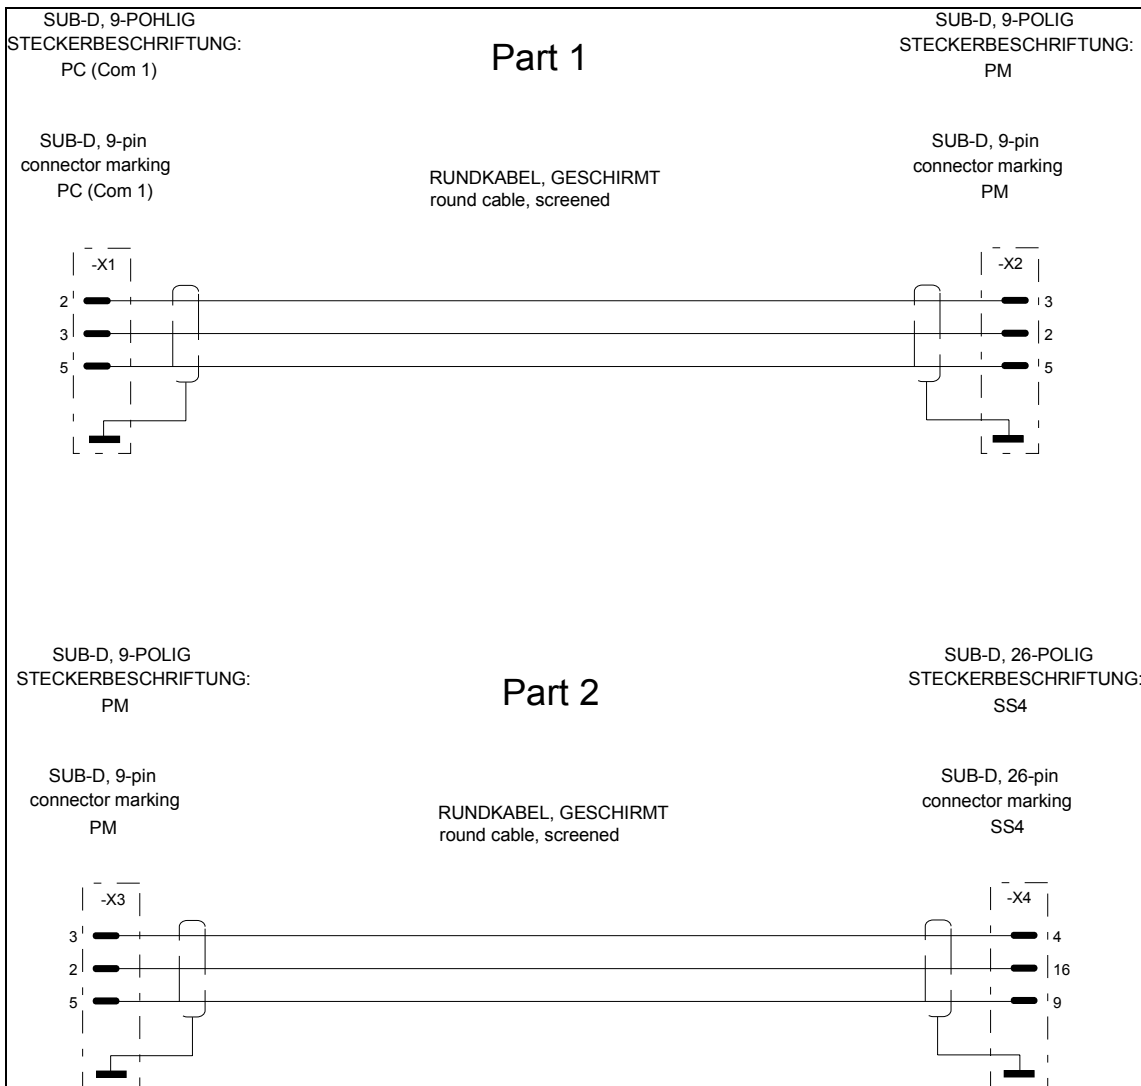 SUB-D, 9-POHLIG
STECKERBESCHRIFTUNG:
PC (Com 1)
Part 1
SUB-D, 9-POLIG
STECKERBESCHRIFTUNG:
PM
SUB-D, 9-pin
connector marking
PC (Com 1)
RUNDKABEL, GESCHIRMT
round cable, screened
SUB-D, 9-pin
connector marking
PM
-X1
-X2
2
3
3
2
5
5
SUB-D, 9-POLIG
STECKERBESCHRIFTUNG:
PM
Part 2
SUB-D, 26-POLIG
STECKERBESCHRIFTUNG:
SS4
SUB-D, 9-pin
connector marking
PM
RUNDKABEL, GESCHIRMT
round cable, screened
SUB-D, 26-pin
connector marking
SS4
-X3
-X4
3
4
2
16
5
9